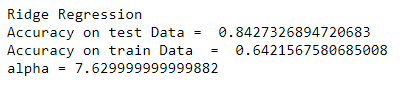 Ridge Regression
Accuracy on test Data =  0.8427326894720683
Accuracy on train Data  = 0.6421567580685008
alpha = 7.629999999999882